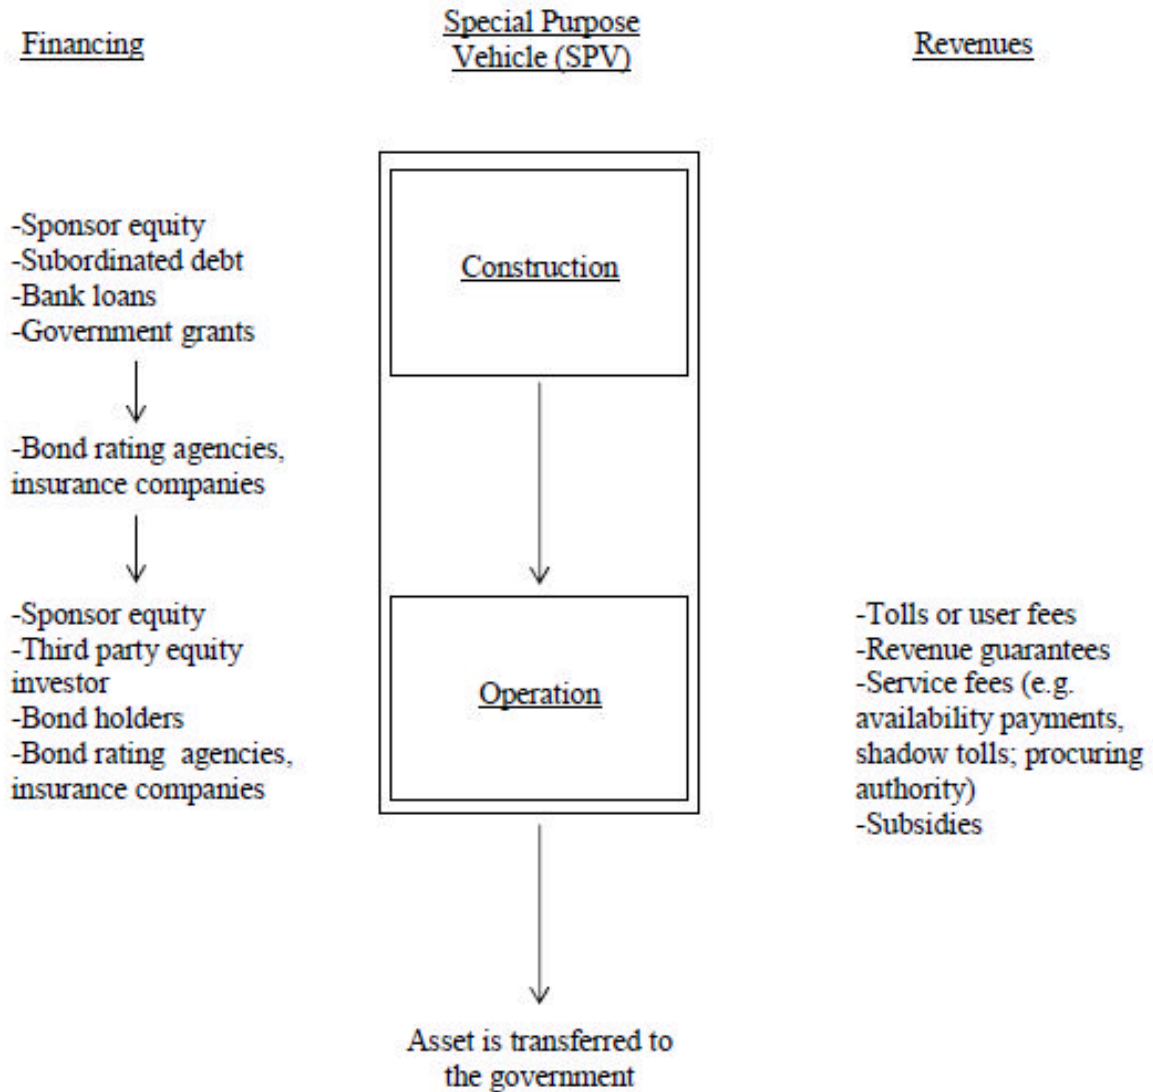 Financing
Special Purpose
Vehicle (SPV)
Revenues
-Sponsor equity
-Subordinated debt
-Bank loans
-Government grants
Construction
-Bond rating agencies,
insurance companies
-Sponsor equity
-Third party equity
investor
-Bond holders
-Bond rating agencies,
insurance companies
Operation
-Tolls or user fees
-Revenue guarantees
-Service fees (e.g.
availability payments,
shadow tolls; procuring
authority)
-Subsidies
Asset is transferred to
the government